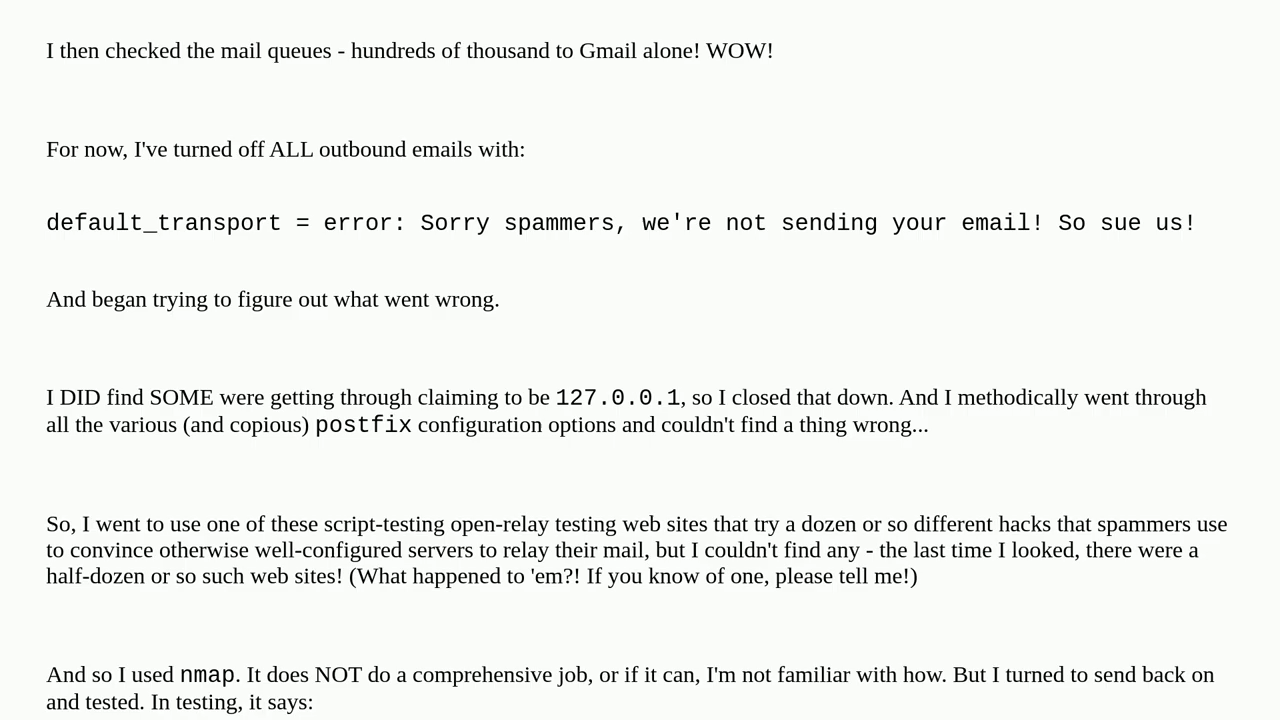 I then checked the mail queues - hundreds of thousand to Gmail alone! WOW!
For now, I've turned off ALL outbound emails with:
default_transport = error: Sorry spammers, we're not sending your email! So sue us!
And began trying to figure out what went wrong.
I DID find SOME were getting through claiming to be 127.0.0.1, so I closed that down. And I methodically went through
all the various (and copious) postfix configuration options and couldn't find a thing wrong...
So, I went to use one of these script-testing open-relay testing web sites that try a dozen or so different hacks that spammers use
to convince otherwise well-configured servers to relay their mail, but I couldn't find any - the last time I looked, there were a
half-dozen or so such web sites! (What happened to 'em?! If you know of one, please tell me!)
And so I used nmap. It does NOT do a comprehensive job, or if it can, I'm not familiar with how. But I turned to send back on
and tested. In testing, it says: